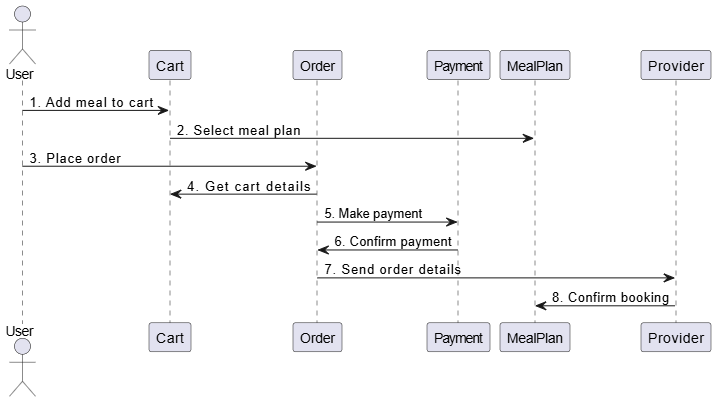 User
Cart
Order
Payment
MealPlan
Provider
1. Add meal to cart
2. Select meal plan
3. Place order
4. Get cart details
5. Make payment
6. Confirm payment
7. Send order details
8. Confirm booking
User
Cart
Order
Payment
MealPlan
Provider